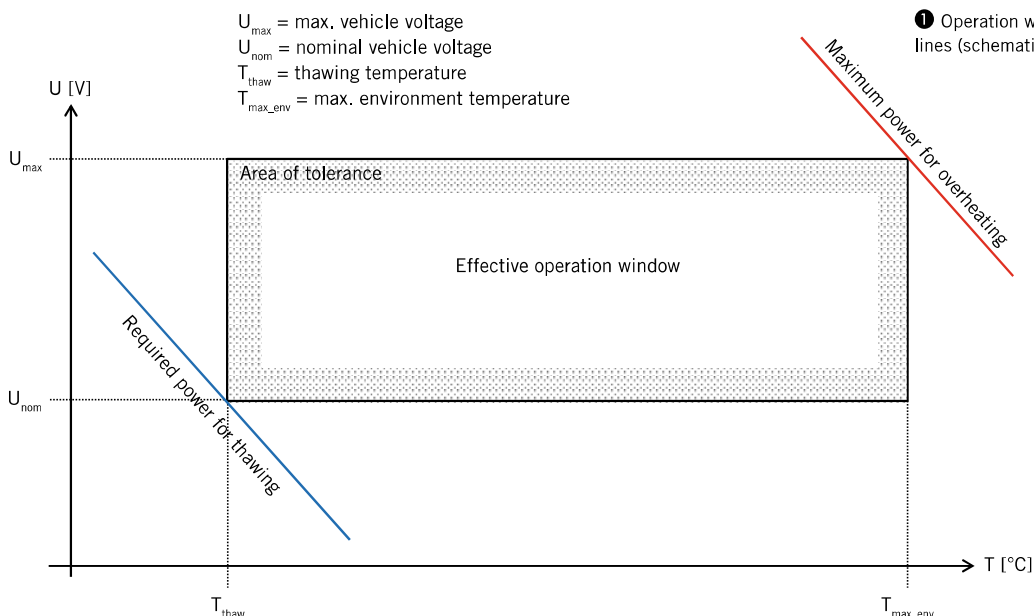 U_max = max. vehicle voltage
U_nom = nominal vehicle voltage
T_thaw = thawing temperature
T_max_env = max. environment temperature
❶ Operation
lines
U [V]
Maximum power for overheating
U_max
Area of tolerance
Effective operation window
Required power for thawing
U_nom
T [°C]
T_thaw
T_max_env